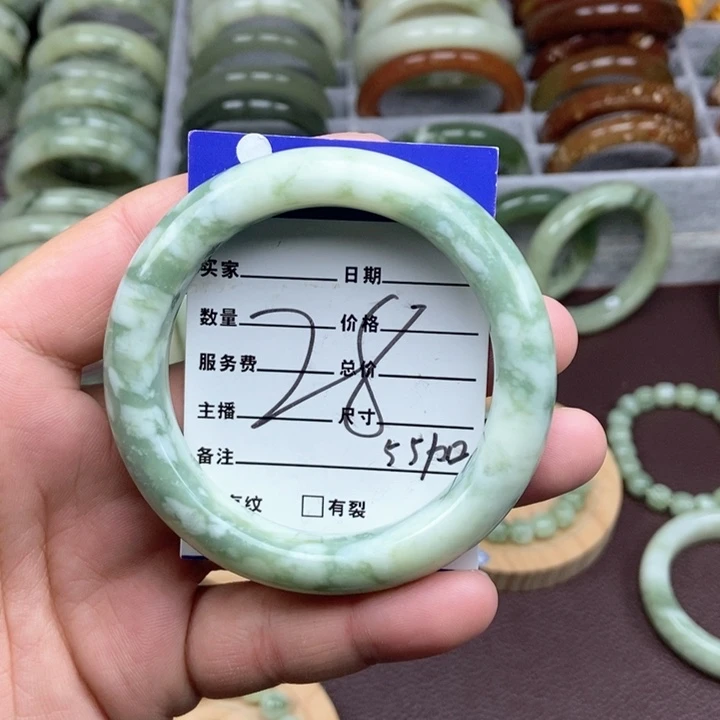 买家 日期
数量 价格
28
服务费 总价
主播 尺寸
备注 55
纹 有裂